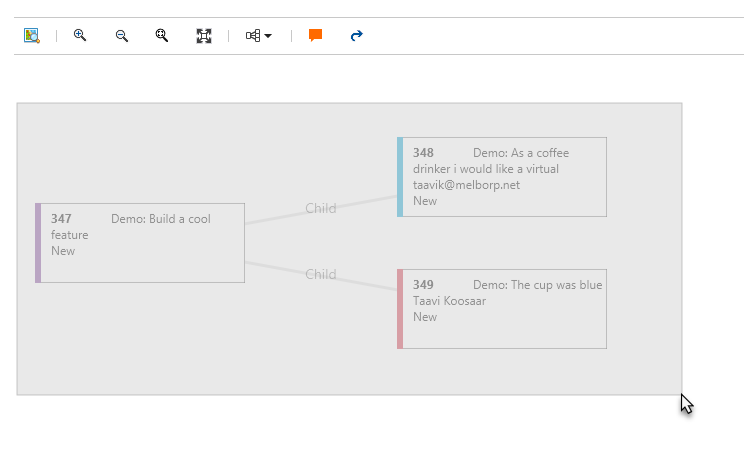 347 Demo: Build a cool
feature
New
Child
Child
348 Demo: As a coffee
drinker i would like a virtual
taavik@melborp.net
New
349 Demo: The cup was blue
Taavi Koosaar
New